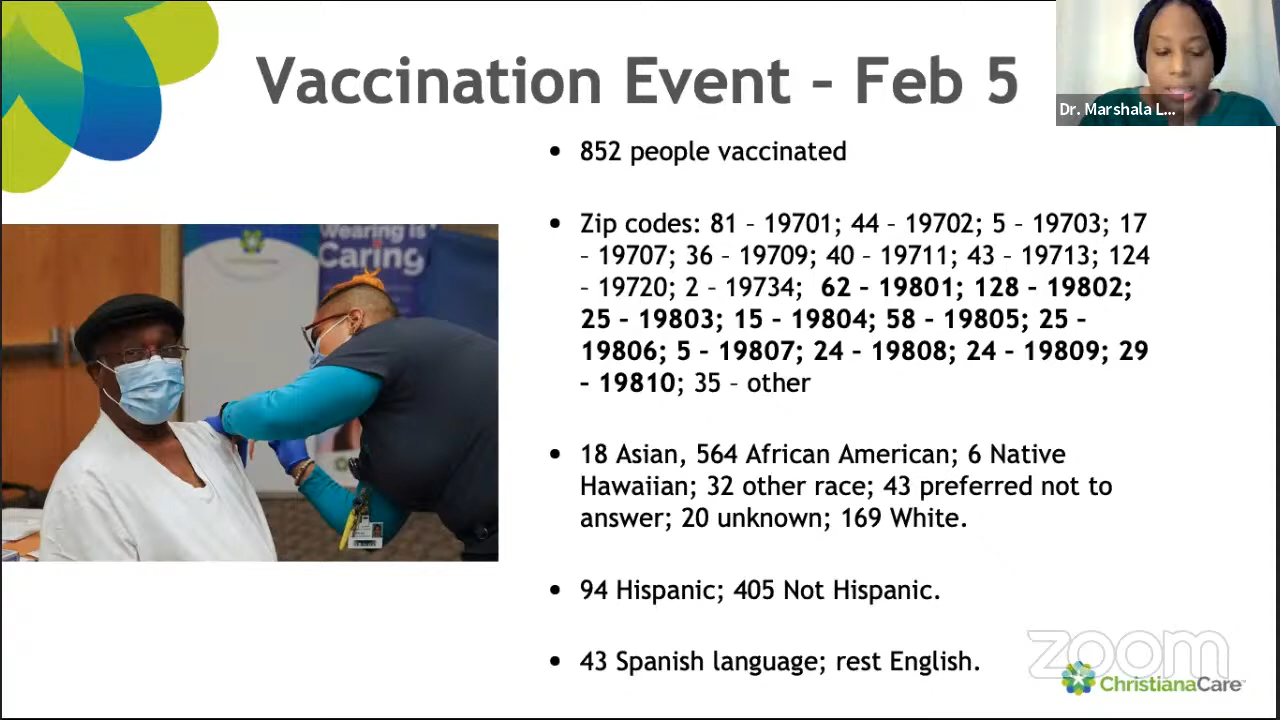 Vaccination Event – Feb 5
Dr. Marshala L...
• 852 people vaccinated
• Zip codes: 81 – 19701; 44 – 19702; 5 – 19703; 17
– 19707; 36 – 19709; 40 – 19711; 43 – 19713; 124
– 19720; 2 – 19734; 62 – 19801; 128 – 19802;
25 – 19803; 15 – 19804; 58 – 19805; 25 –
19806; 5 – 19807; 24 – 19808; 24 – 19809; 29
– 19810; 35 – other
• 18 Asian, 564 African American; 6 Native
Hawaiian; 32 other race; 43 preferred not to
answer; 20 unknown; 169 White.
• 94 Hispanic; 405 Not Hispanic.
• 43 Spanish language; rest English.
Wearing is
Caring
zoom
ChristianaCare